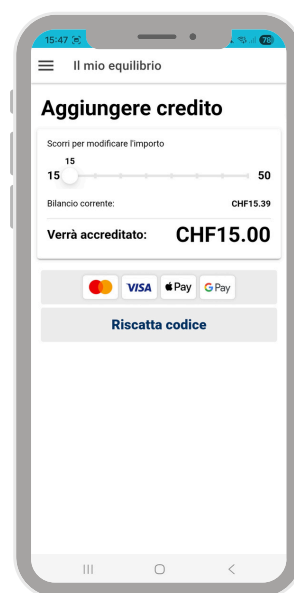 15:47
78
Il mio equilibrio
Aggiungere credito
Scorri per modificare l'importo
15
15 50
Bilancio corrente: CHF15.39
Verrà accreditato: CHF15.00
VISA Pay G Pay
Riscatta codice